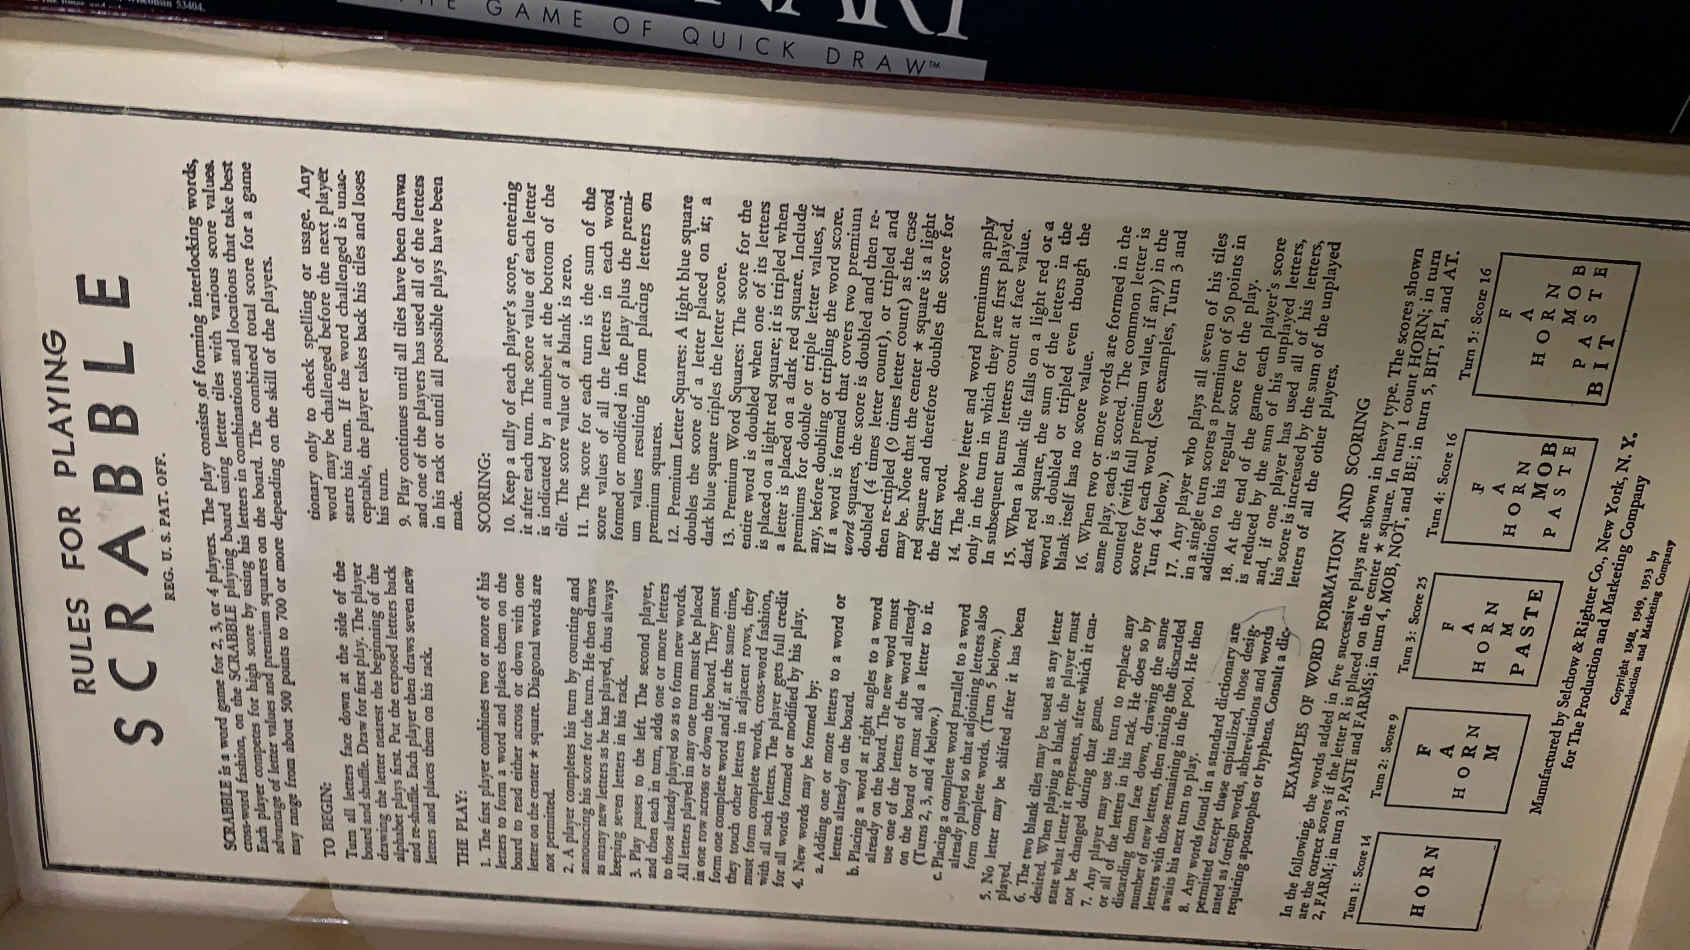 GAME OF QUICK DRAW™
RULES FOR PLAYING
SCRABBLE
REG. U. S. PAT. OFF.
SCRABBLE is a word game for 2, 3, or 4 players. The play consists of forming interlocking words,
cross-word fashion, on the SCRABBLE playing board using letter tiles with various score values.
Each player competes for high score by using his letters in combinations and locations that take best
advantage of letter values and premium squares on the board. The combined total score for a game
may range from about 500 points to 700 or more depending on the skill of the players.
TO BEGIN:
Turn all letters face down at the side of the
board and shuffle. Draw for first play. The player
drawing the letter nearest the beginning of the
alphabet plays first. Put the exposed letters back
and re-shuffle. Each player then draws seven new
letters and places them on his rack.
THE PLAY:
1. The first player combines two or more of his
letters to form a word and places them on the
board to read either across or down with one
letter on the center ★ square. Diagonal words are
not permitted.
2. A player completes his turn by counting and
announcing his score for the turn. He then draws
as many new letters as he has played, thus always
keeping seven letters in his rack.
3. Play passes to the left. The second player,
and then each in turn, adds one or more letters
to those already played so as to form new words.
All letters played in any one turn must be placed
in one row across or down the board. They must
form one complete word and if, at the same time,
they touch other letters in adjacent rows, they
must form complete words, cross-word fashion,
with all such letters. The player gets full credit
for all words formed or modified by his play.
4. New words may be formed by:
a. Adding one or more letters to a word or
letters already on the board.
b. Placing a word at right angles to a word
already on the board. The new word must
use one of the letters of the word already
on the board or must add a letter to it.
(Turns 2, 3, and 4 below.)
c. Placing a complete word parallel to a word
already played so that adjoining letters also
form complete words. (Turn 5 below.)
5. No letter may be shifted after it has been
played.
6. The two blank tiles may be used as any letter
desired. When playing a blank the player must
state what letter it represents, after which it can-
not be changed during that game.
7. Any player may use his turn to replace any
or all of the letters in his rack. He does so by
discarding them face down, drawing the same
number of new letters, then mixing the discarded
letters with those remaining in the pool. He then
awaits his next turn to play.
8. Any words found in a standard dictionary are
permitted except those capitalized, those desig-
nated as foreign words, abbreviations and words
requiring apostrophes or hyphens. Consult a dic-
tionary only to check spelling or usage. Any
word may be challenged before the next player
starts his turn. If the word challenged is unac-
ceptable, the player takes back his tiles and loses
his turn.
9. Play continues until all tiles have been drawn
and one of the players has used all of the letters
in his rack or until all possible plays have been
made.
SCORING:
10. Keep a tally of each player's score, entering
it after each turn. The score value of each letter
is indicated by a number at the bottom of the
tile. The score value of a blank is zero.
11. The score for each turn is the sum of the
score values of all the letters in each word
formed or modified in the play plus the premi-
um values resulting from placing letters on
premium squares.
12. Premium Letter Squares: A light blue square
doubles the score of a letter placed on it; a
dark blue square triples the letter score.
13. Premium Word Squares: The score for the
entire word is doubled when one of its letters
is placed on a light red square; it is tripled when
a letter is placed on a dark red square. Include
premiums for double or triple letter values, if
any, before doubling or tripling the word score.
If a word is formed that covers two premium
word squares, the score is doubled and then re-
doubled (4 times letter count), or tripled and
then re-tripled (9 times letter count) as the case
may be. Note that the center ★ square is a light
red square and therefore doubles the score for
the first word.
14. The above letter and word premiums apply
only in the turn in which they are first played.
In subsequent turns letters count at face value.
15. When a blank tile falls on a light red or a
dark red square, the sum of the letters in the
word is doubled or tripled even though the
blank itself has no score value.
16. When two or more words are formed in the
same play, each is scored. The common letter is
counted (with full premium value, if any) in the
score for each word. (See examples, Turn 3 and
Turn 4 below.)
17. Any player who plays all seven of his tiles
in a single turn scores a premium of 50 points in
addition to his regular score for the play.
18. At the end of the game each player's score
is reduced by the sum of his unplayed letters,
and, if one player has used all of his letters,
his score is increased by the sum of the unplayed
letters of all the other players.
EXAMPLES OF WORD FORMATION AND SCORING
In the following, the words added in five successive plays are shown in heavy type. The scores shown
are the correct scores if the letter R is placed on the center ★ square. In turn 1 count HORN; in turn
2, FARM; in turn 3, PASTE and FARMS; in turn 4, MOB, NOT, and BE; in turn 5, BIT, PI, and AT.
Turn 1: Score 14
HORN
Turn 2: Score 9
F
A
HORN
M
Turn 3: Score 25
F
A
HORN
M
PASTE
Turn 4: Score 16
F
A
HORN
MOB
PASTE
Turn 5: Score 16
F
A
HORN
MOB
PASTE
BIT
Manufactured by Selchow & Righter Co., New York, N. Y.
for The Production and Marketing Company
Copyright 1948, 1949, 1953 by
Production and Marketing Company